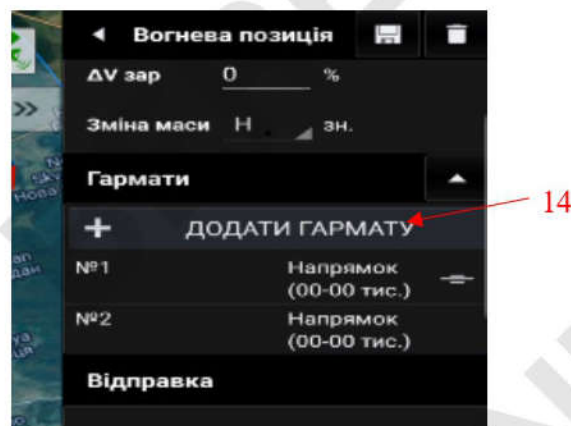 Вогнева позиція
ΔV зар 0 %
Зміна маси Н зн.
Гармати
+ ДОДАТИ ГАРМАТУ
14
№1 Напрямок
(00-00 тис.)
№2 Напрямок
(00-00 тис.)
Відправка